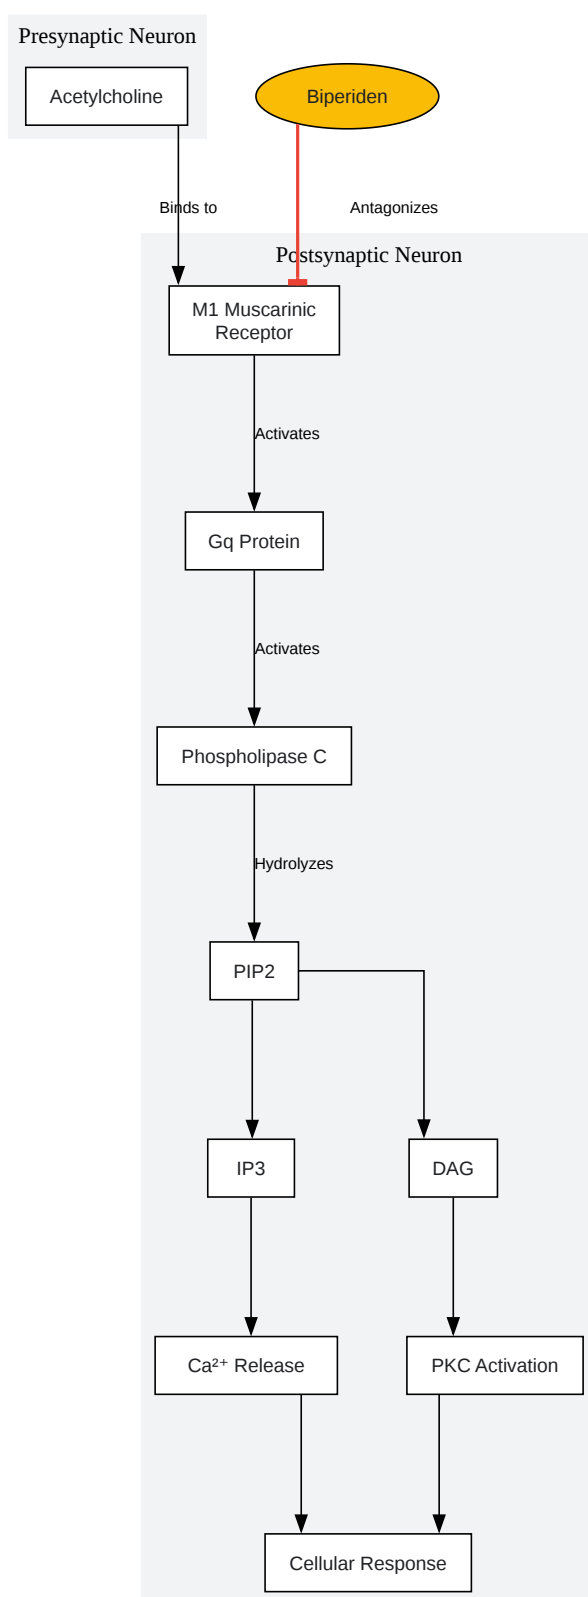 Presynaptic Neuron
Acetylcholine
Biperiden
Binds to
Antagonizes
Postsynaptic Neuron
M1 Muscarinic
Receptor
Activates
Gq Protein
Activates
Phospholipase C
Hydrolyzes
PIP2
IP3
DAG
Ca²⁺ Release
PKC Activation
Cellular Response